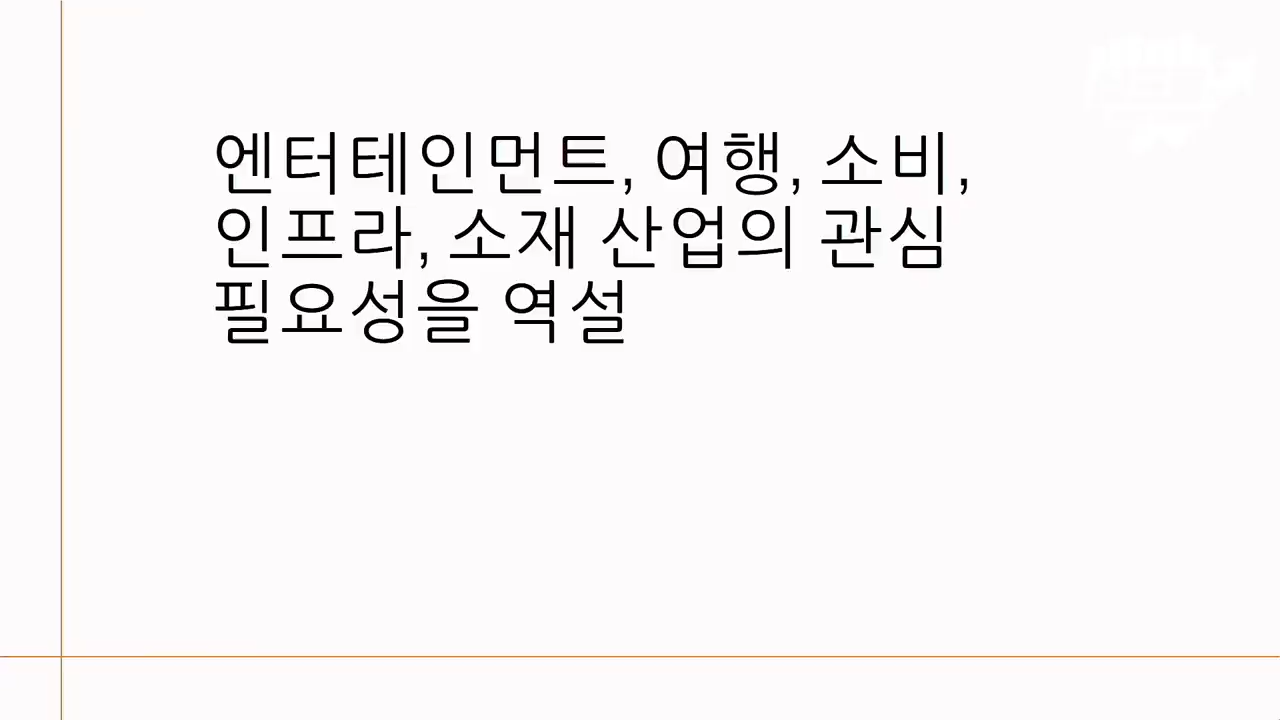 엔터테인먼트, 여행, 소비,
인프라, 소재 산업의 관심
필요성을 역설